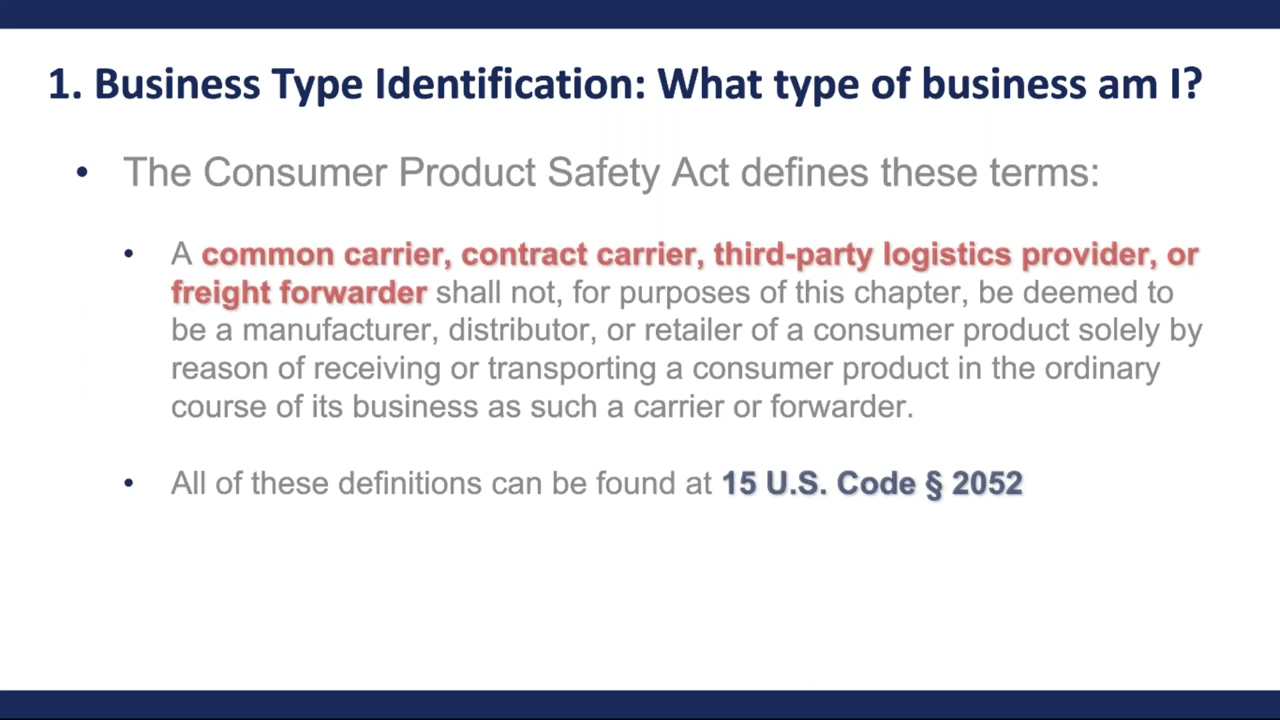 1. Business Type Identification: What type of business am I?
• The Consumer Product Safety Act defines these terms:
• A common carrier, contract carrier, third-party logistics provider, or
freight forwarder shall not, for purposes of this chapter, be deemed to
be a manufacturer, distributor, or retailer of a consumer product solely by
reason of receiving or transporting a consumer product in the ordinary
course of its business as such a carrier or forwarder.
• All of these definitions can be found at 15 U.S. Code § 2052